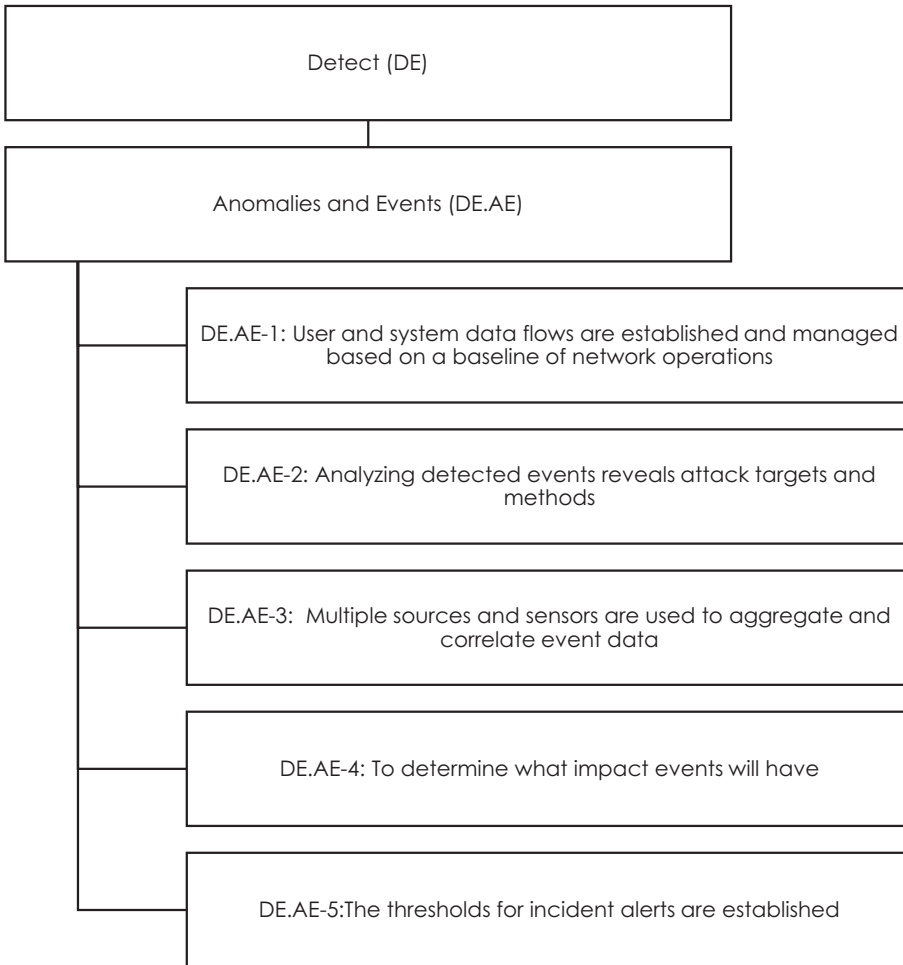 Detect (DE)
Anomalies and Events (DE.AE)
DE.AE-1: User and system data flows are established and managed
based on a baseline of network operations
DE.AE-2: Analyzing detected events reveals attack targets and
methods
DE.AE-3:  Multiple sources and sensors are used to aggregate and
correlate event data
DE.AE-4: To determine what impact events will have
DE.AE-5:The thresholds for incident alerts are established